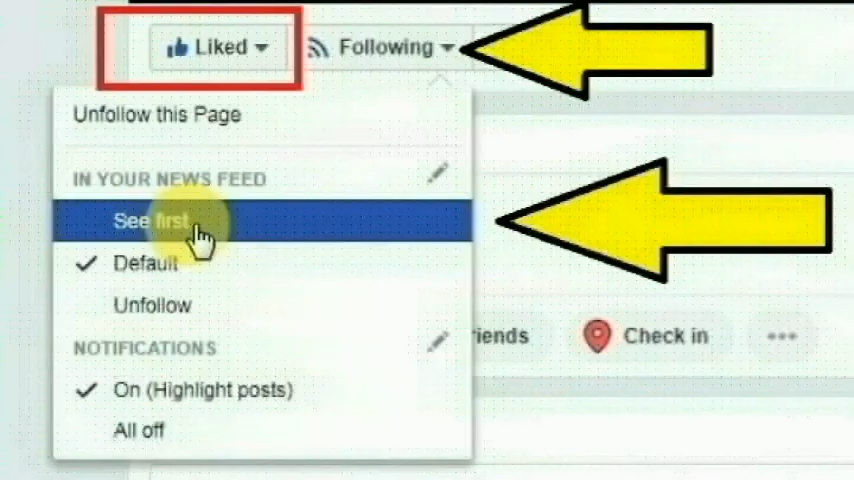 Liked Following
Unfollow this Page
IN YOUR NEWS FEED
See first
Default
Unfollow
riends Check in
NOTIFICATIONS
On (Highlight posts)
All off